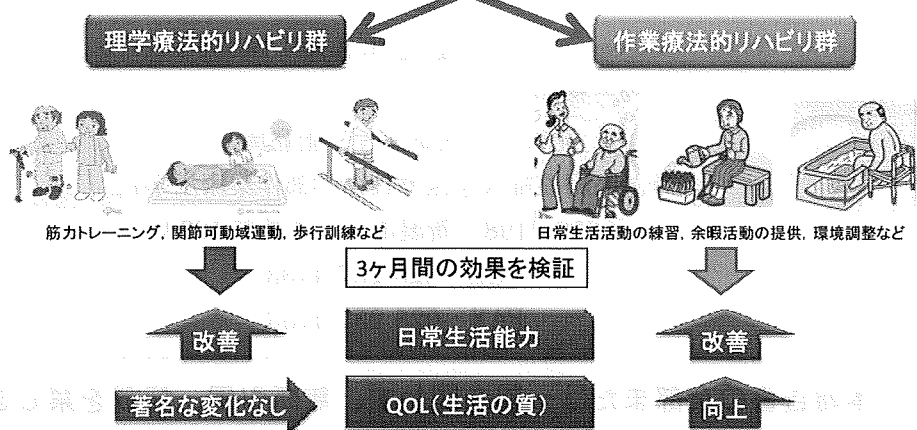 理学療法的リハビリ群
作業療法的リハビリ群
筋力トレーニング, 関節可動域運動, 歩行訓練など
日常生活活動の練習, 余暇活動の提供, 環境調整など
3ヶ月間の効果を検証
改善
日常生活能力
改善
著名な変化なし
QOL(生活の質)
向上